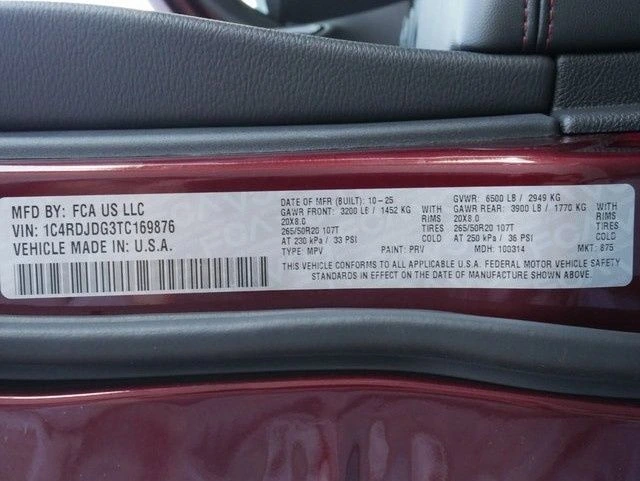 MFD BY: FCA US LLC
VIN: 1C4RDJDG3TC169876
VEHICLE MADE IN U.S.A.
DATE OF MFR (BUILT): 10-25 GVWR: 6500 LB / 2949 KG
GAWR FRONT: 3200 LB / 1452 KG WITH GAWR REAR: 3900 LB / 1770 KG WITH
20X8.0 RIMS 20X8.0 RIMS
265/50R20 107T TIRES 265/50R20 107T TIRES
AT 230 kPa / 33 PSI AT 250 kPa / 36 PSI
TYPE: MPV PAINT: PRV MDH: 100314 MKT: 875
THIS VEHICLE CONFORMS TO ALL APPLICABLE U.S.A. FEDERAL MOTOR VEHICLE SAFETY
STANDARDS IN EFFECT ON THE DATE OF MANUFACTURE SHOWN ABOVE.